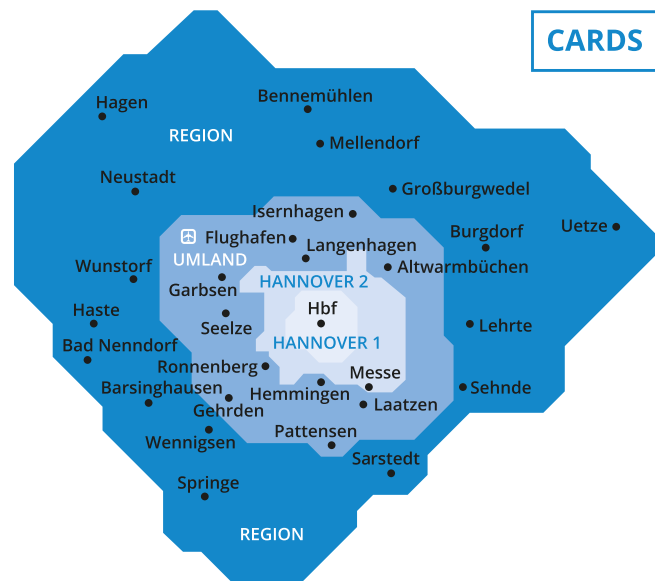 CARDS
Bennemühlen
Hagen
REGION
Mellendorf
Neustadt
Großburgwedel
Isernhagen
Uetze
Burgdorf
Flughafen
Langenhagen
UMLAND
Wunstorf
Altwarmbüchen
HANNOVER 2
Garbsen
Haste
Hbf
Seelze
Lehrte
HANNOVER 1
Bad Nenndorf
Ronnenberg
Messe
Barsinghausen
Sehnde
Hemmingen
Laatzen
Gehrden
Pattensen
Wennigsen
Sarstedt
Springe
REGION